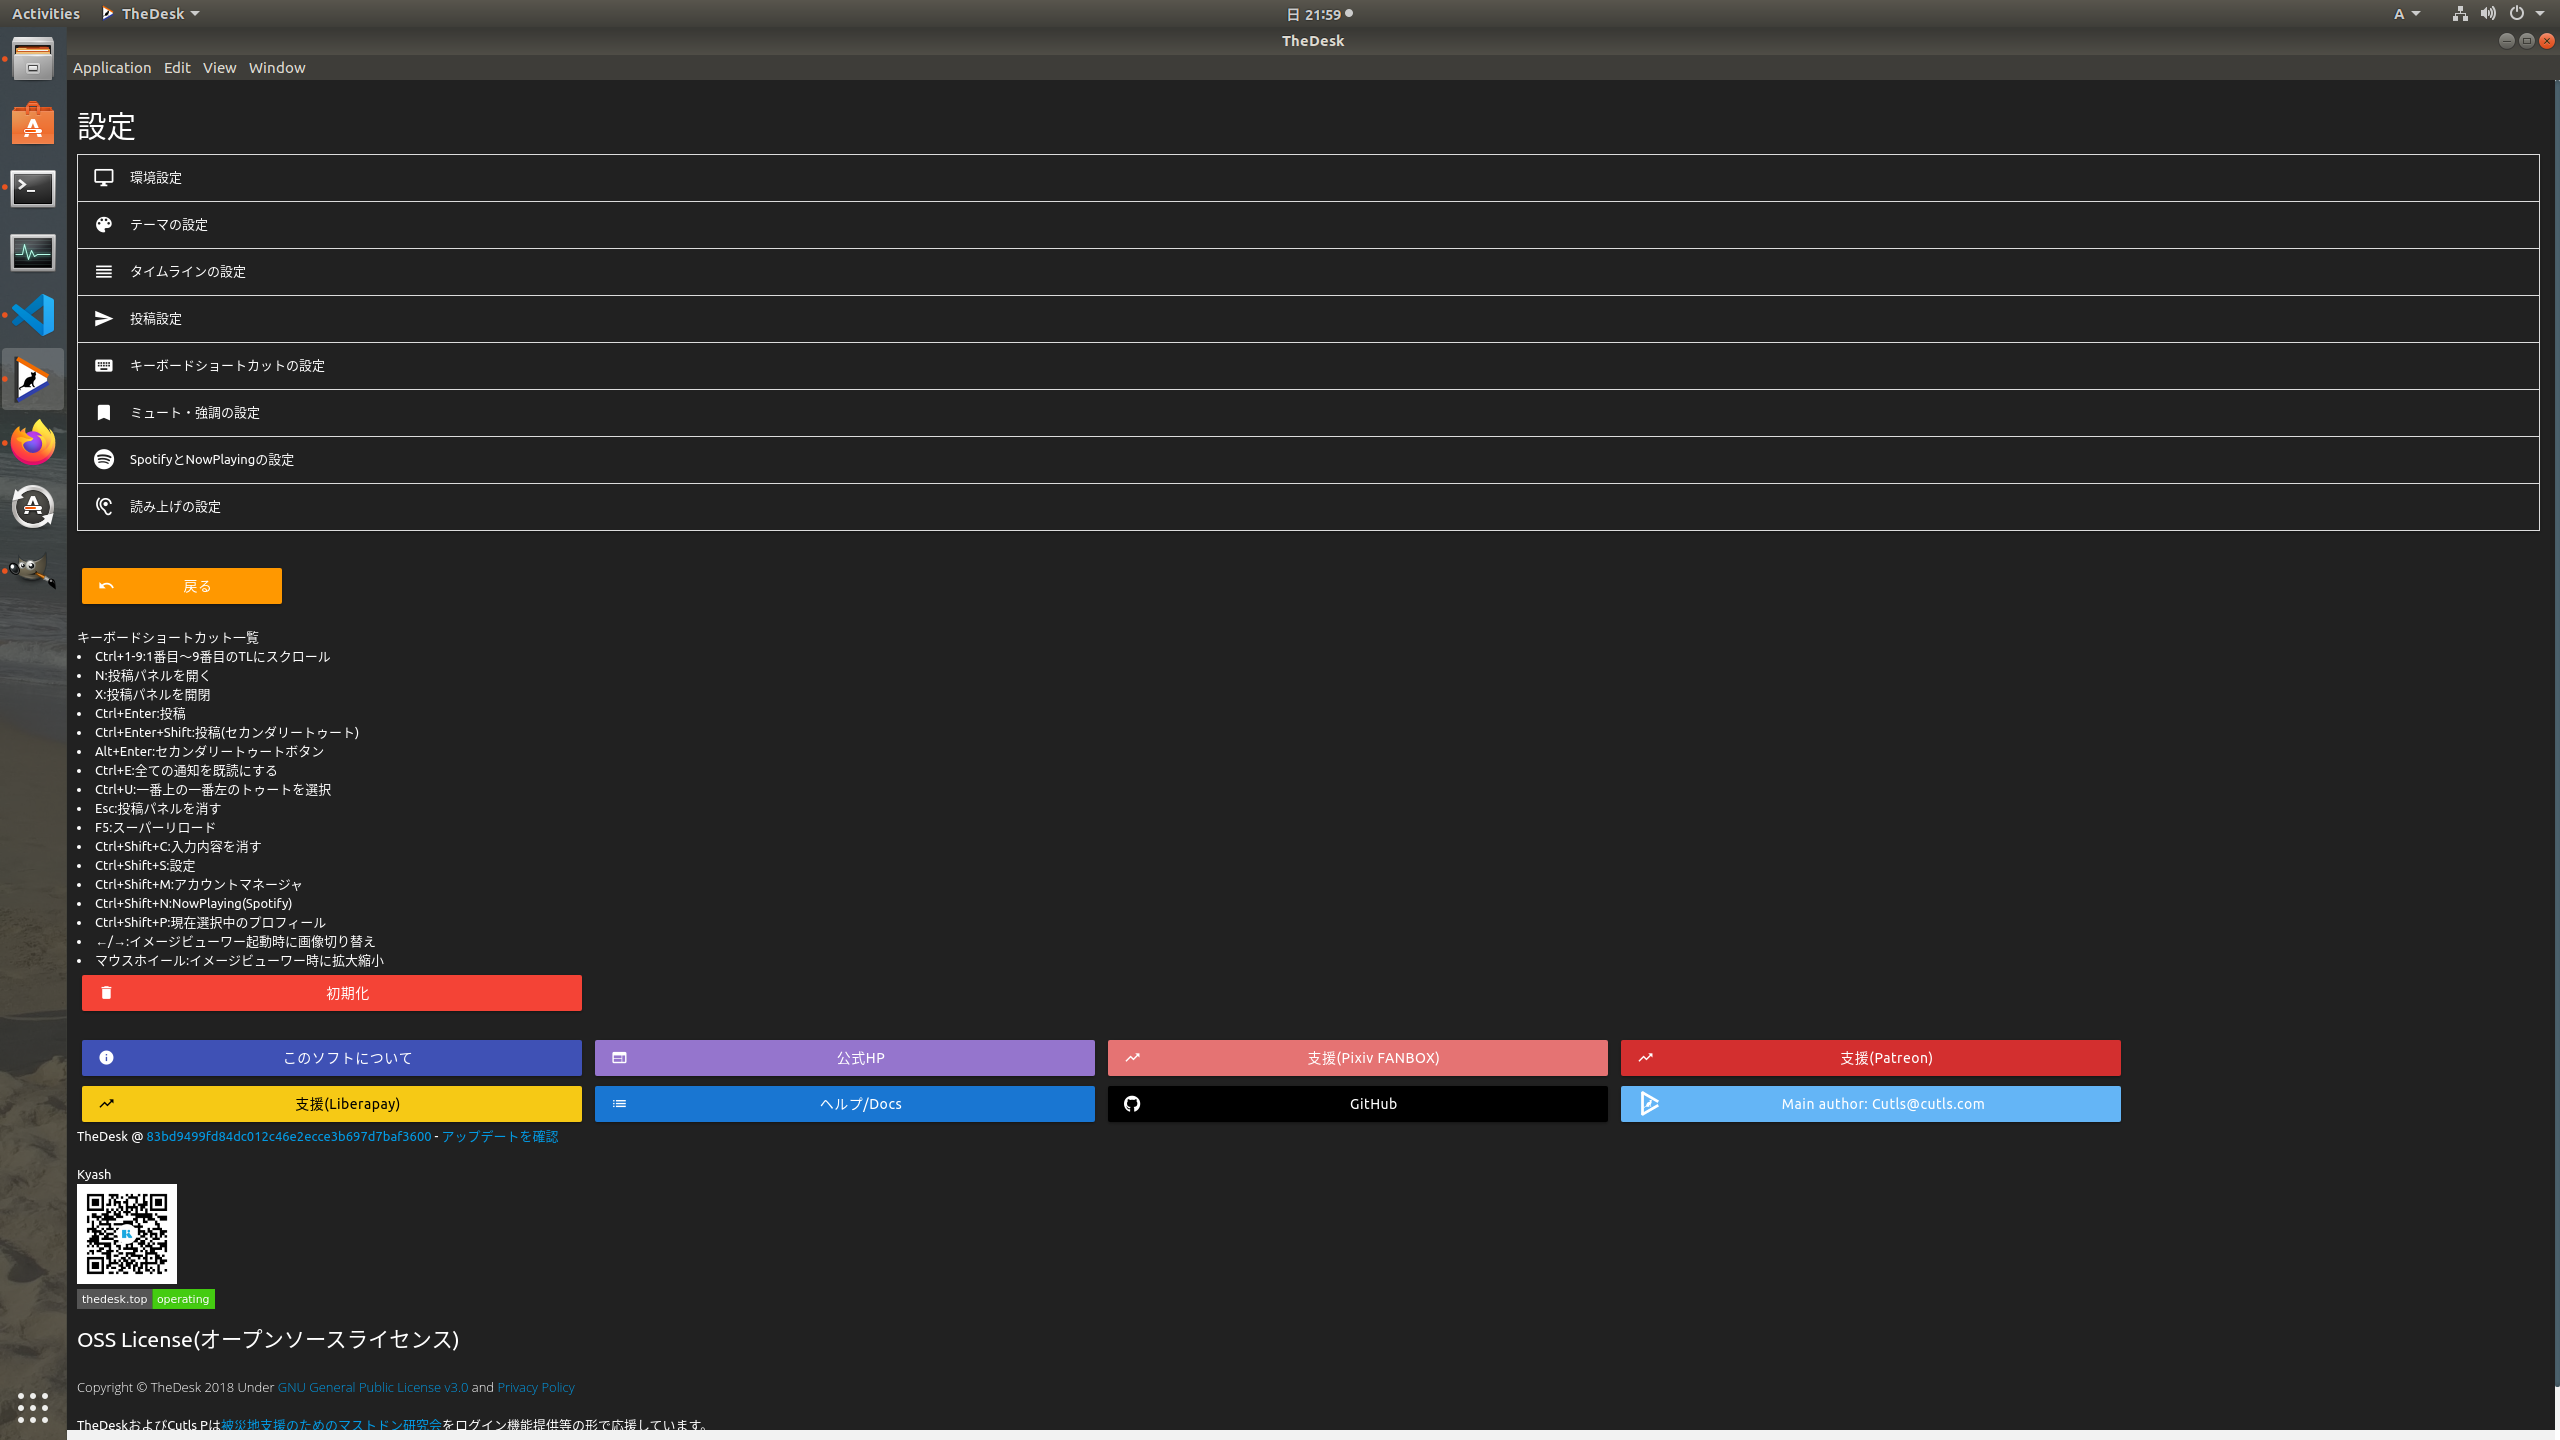 Activities TheDesk 日 21:59 A
TheDesk
Application Edit View Window
設定
環境設定
テーマの設定
タイムラインの設定
投稿設定
キーボードショートカットの設定
ミュート・強調の設定
SpotifyとNowPlayingの設定
読み上げの設定
戻る
キーボードショートカット一覧
• Ctrl+1-9:1番目〜9番目のTLにスクロール
• N:投稿パネルを開く
• X:投稿パネルを開閉
• Ctrl+Enter:投稿
• Ctrl+Enter+Shift:投稿(セカンダリートゥート)
• Alt+Enter:セカンダリートゥートボタン
• Ctrl+E:全ての通知を既読にする
• Ctrl+U:一番上の一番左のトゥートを選択
• Esc:投稿パネルを消す
• F5:スーパーリロード
• Ctrl+Shift+C:入力内容を消す
• Ctrl+Shift+S:設定
• Ctrl+Shift+M:アカウントマネージャ
• Ctrl+Shift+N:NowPlaying(Spotify)
• Ctrl+Shift+P:現在選択中のプロフィール
• ←/→:イメージビューワー起動時に画像切り替え
• マウスホイール:イメージビューワー時に拡大縮小
初期化
このソフトについて 公式HP 支援(Pixiv FANBOX) 支援(Patreon)
支援(Liberapay) ヘルプ/Docs GitHub Main author: Cutls@cutls.com
TheDesk @ 83bd9499fd84dc012c46e2ecce3b697d7baf3600 - アップデートを確認
Kyash
thedesk.top operating
OSS License(オープンソースライセンス)
Copyright © TheDesk 2018 Under GNU General Public License v3.0 and Privacy Policy
TheDeskおよびCutls Pは被災地支援のためのマストドン研究会をログイン機能提供等の形で応援しています。